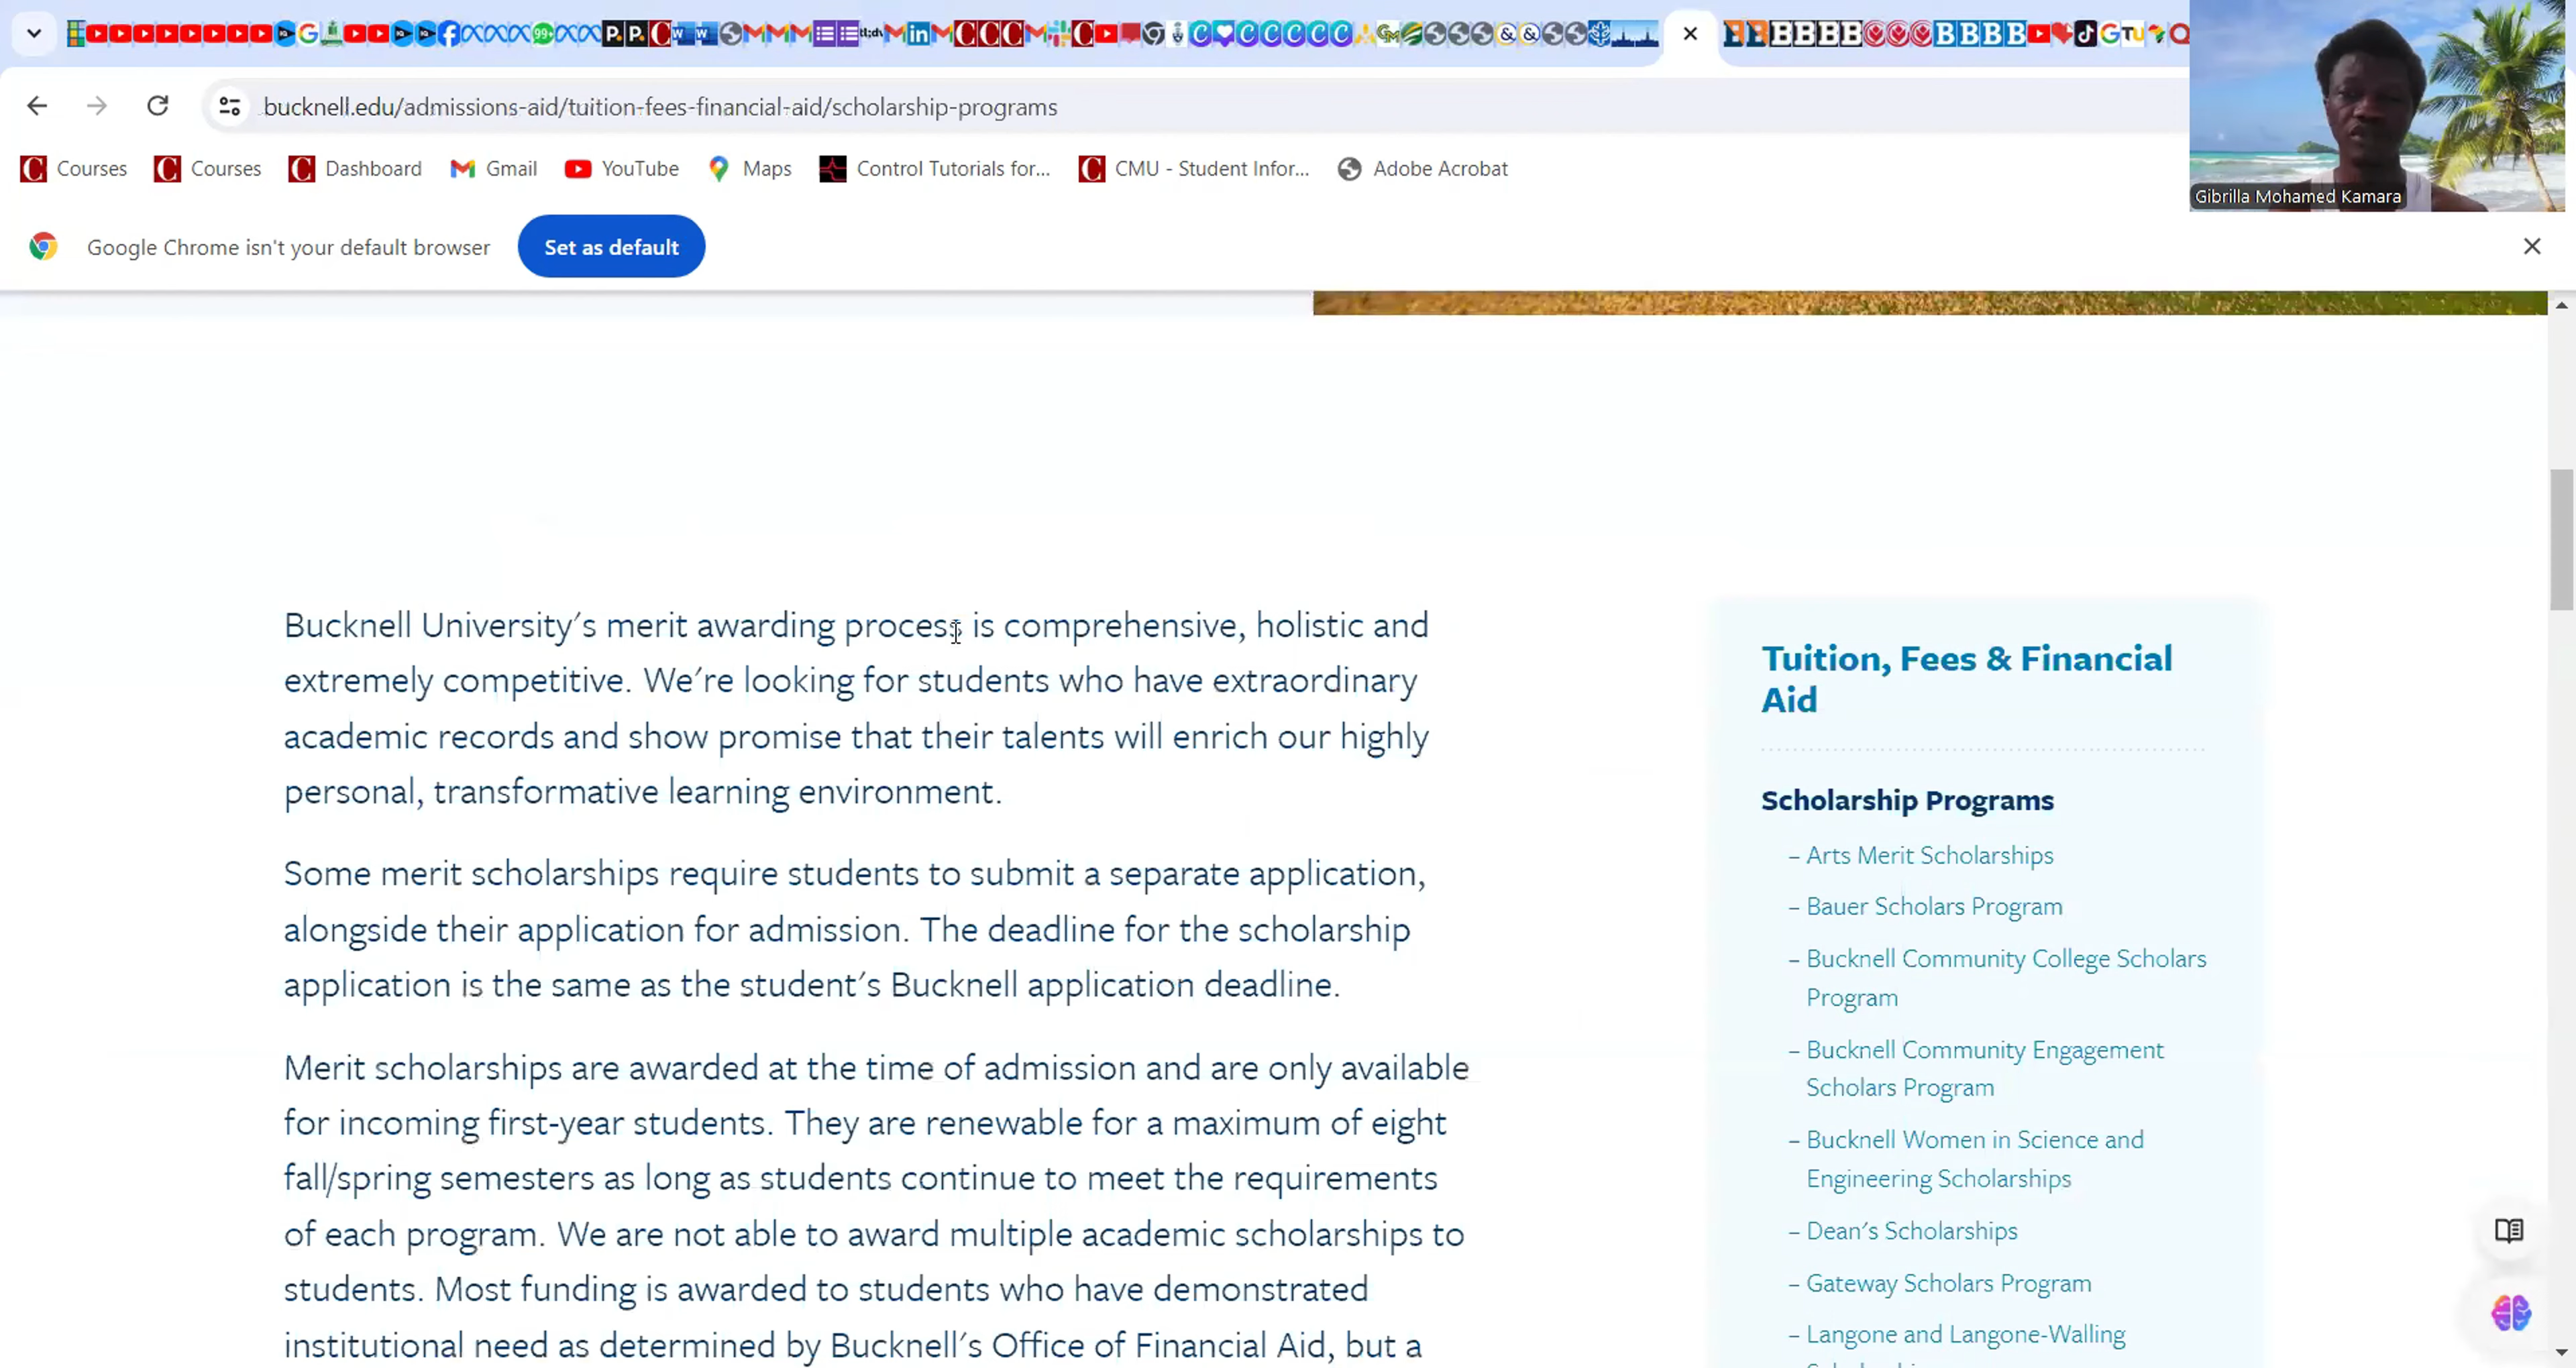 bucknell.edu/admissions-aid/tuition-fees-financial-aid/scholarship-programs
Courses
Courses
Dashboard
Gmail
YouTube
Maps
Control Tutorials for...
CMU - Student Infor...
Adobe Acrobat
Gibrilla Mohamed Kamara
Google Chrome isn't your default browser
Set as default
Bucknell University's merit awarding process is comprehensive, holistic and
extremely competitive. We're looking for students who have extraordinary
academic records and show promise that their talents will enrich our highly
personal, transformative learning environment.
Some merit scholarships require students to submit a separate application,
alongside their application for admission. The deadline for the scholarship
application is the same as the student's Bucknell application deadline.
Merit scholarships are awarded at the time of admission and are only available
for incoming first-year students. They are renewable for a maximum of eight
fall/spring semesters as long as students continue to meet the requirements
of each program. We are not able to award multiple academic scholarships to
students. Most funding is awarded to students who have demonstrated
institutional need as determined by Bucknell's Office of Financial Aid, but a
Tuition, Fees & Financial
Aid
Scholarship Programs
– Arts Merit Scholarships
– Bauer Scholars Program
– Bucknell Community College Scholars
Program
– Bucknell Community Engagement
Scholars Program
– Bucknell Women in Science and
Engineering Scholarships
– Dean's Scholarships
– Gateway Scholars Program
– Langone and Langone-Walling